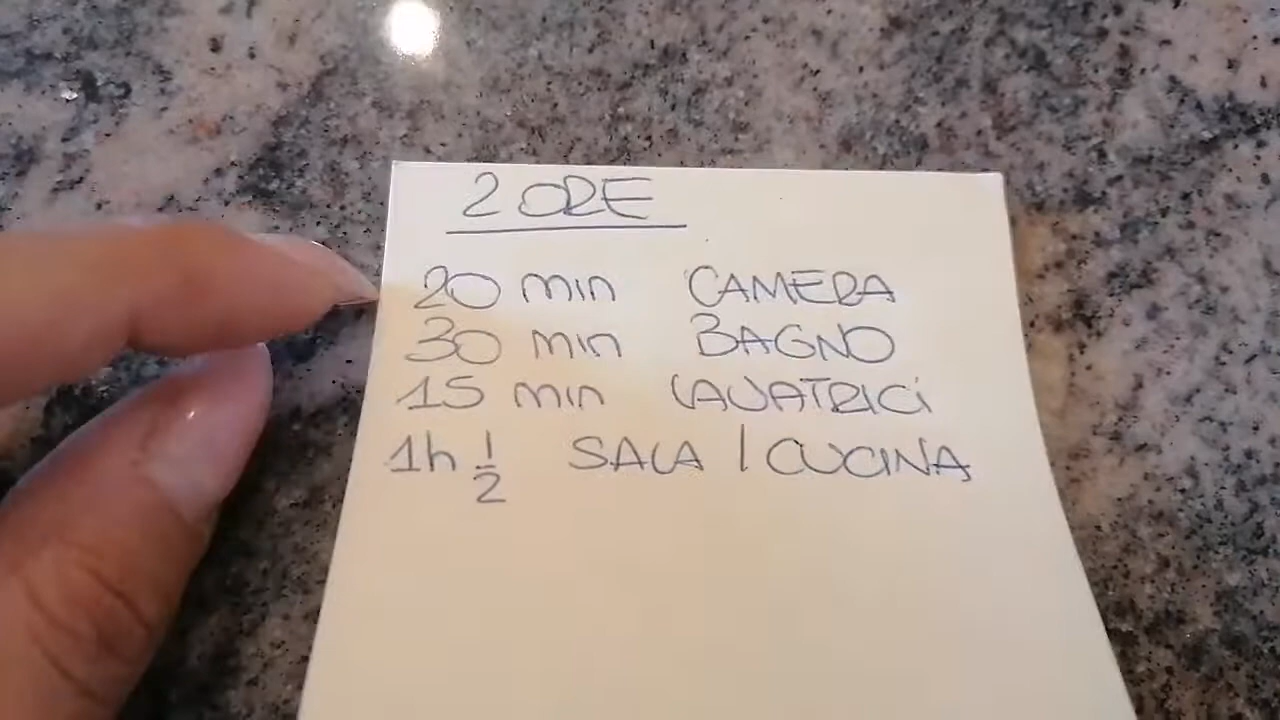 2 ORE
20 min CAMERA
30 min BAGNO
15 min LAVATRICI
1h 1/2 SALA | CUCINA